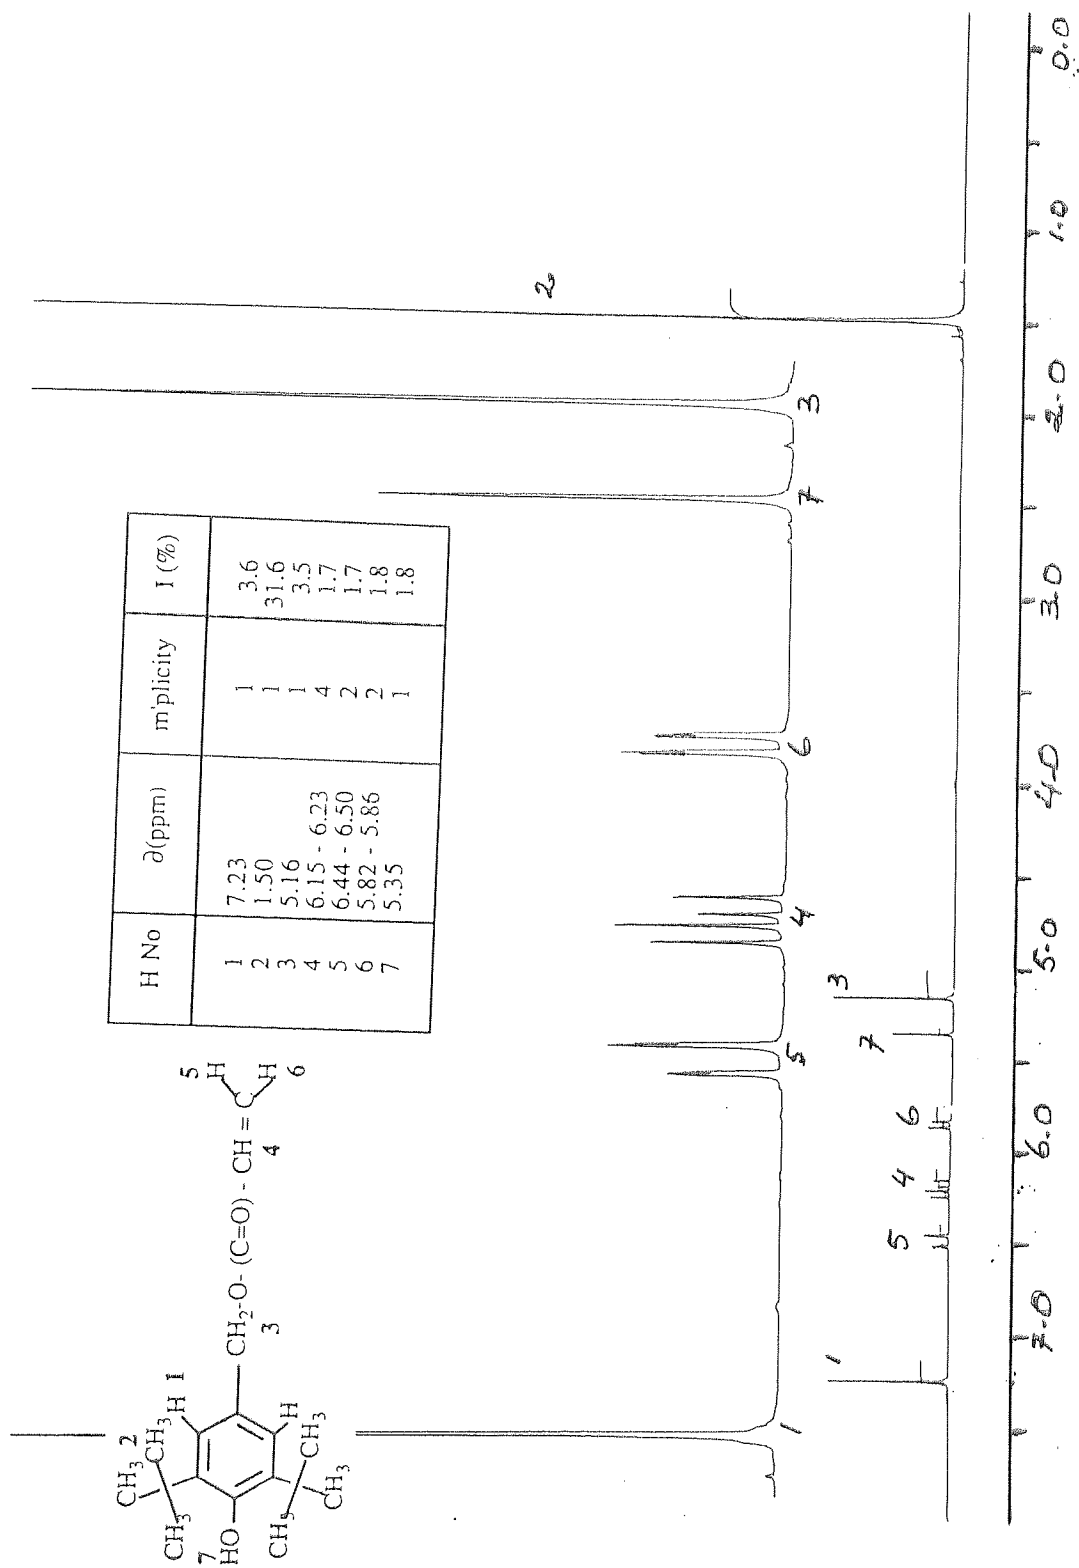 CH3 2
CH3
CH3
H 1
7
HO
H
CH3
CH3
CH3
CH2-O- (C=O) - CH = C
3
4
5
H
H
6
H No ∂(ppm) m'plicity I (%)
1 7.23 1 3.6
2 1.50 1 31.6
3 5.16 1 3.5
4 6.15 - 6.23 4 1.7
5 6.44 - 6.50 2 1.7
6 5.82 - 5.86 2 1.8
7 5.35 1 1.8
2
1 5 4 6 7 3
1 5 4 6 7 3
7.0 6.0 5.0 4.0 3.0 2.0 1.0 0.0